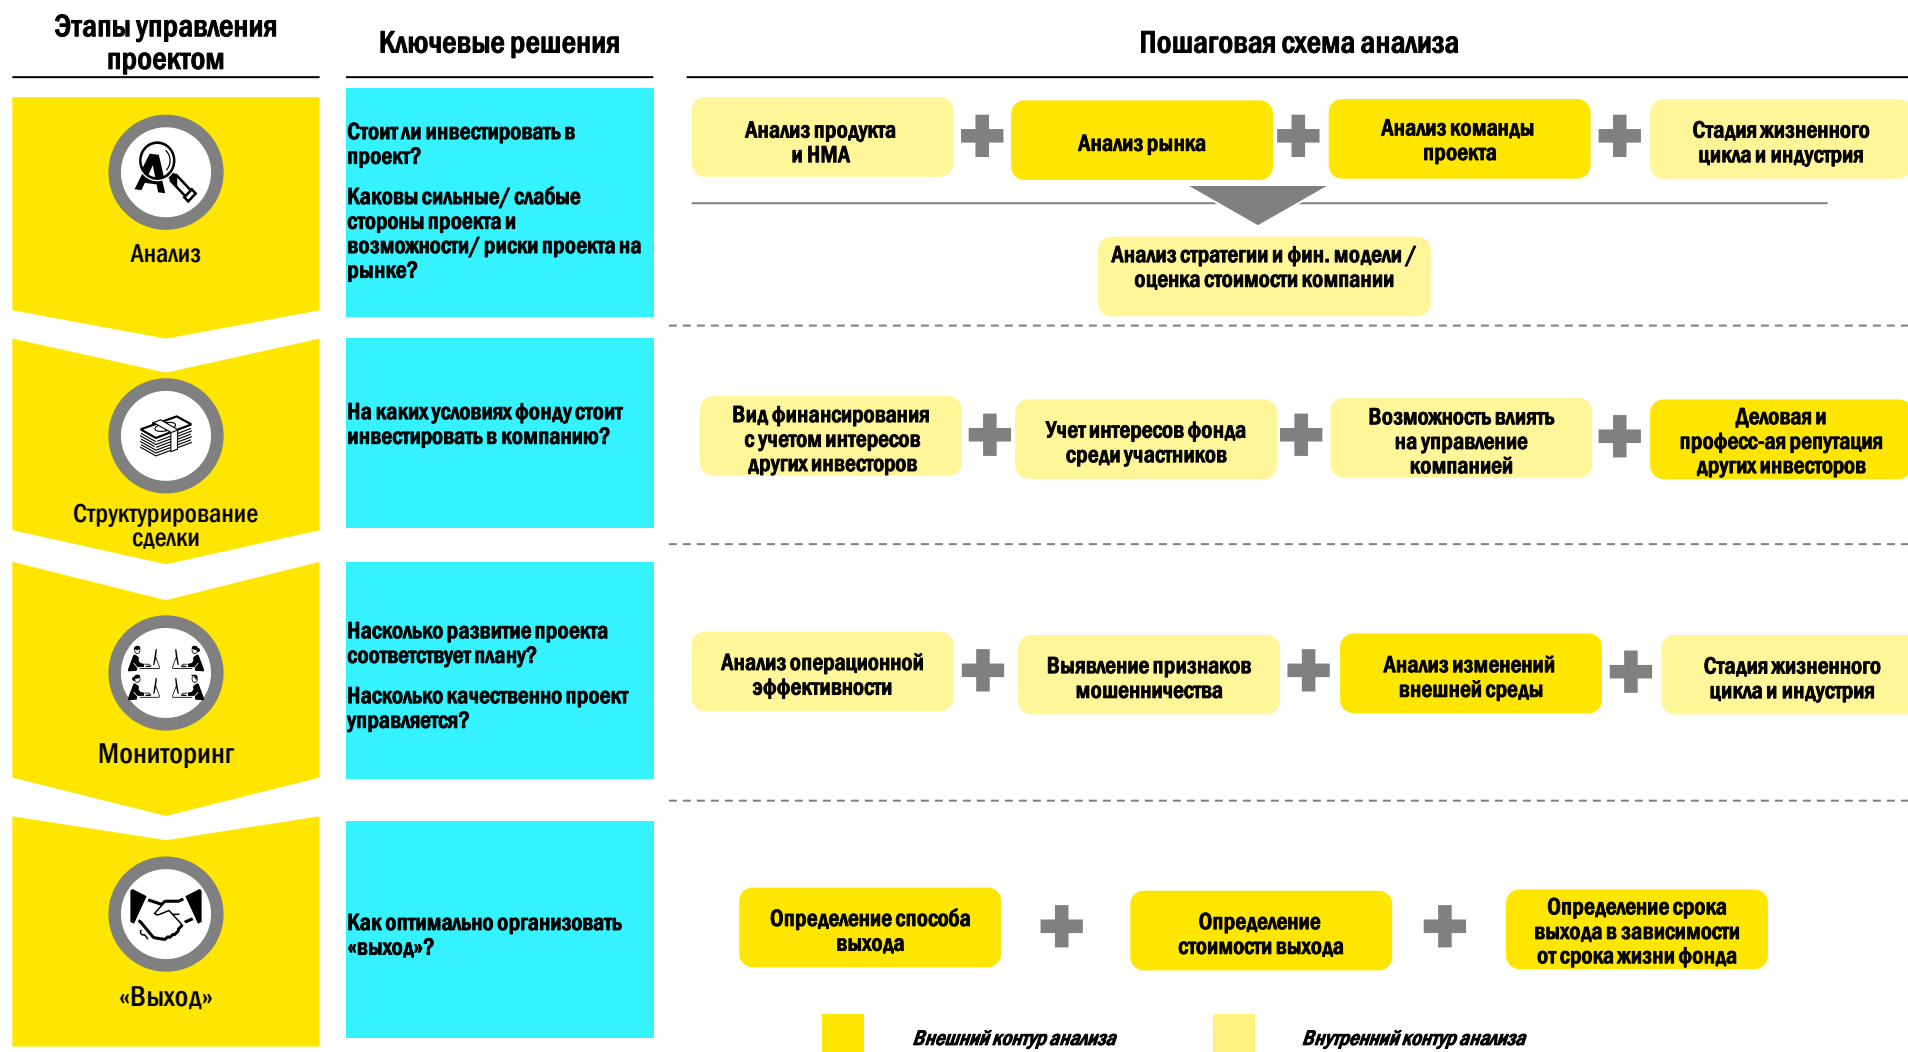 Этапы управления
проектом
Ключевые решения
Пошаговая схема анализа
Анализ
Стоит ли инвестировать в
проект?
Каковы сильные/ слабые
стороны проекта и
возможности/ риски проекта на
рынке?
Анализ продукта
и НМА
Анализ рынка
Анализ команды
проекта
Стадия жизненного
цикла и индустрия
Анализ стратегии и фин. модели /
оценка стоимости компании
Структурирование
сделки
На каких условиях фонду стоит
инвестировать в компанию?
Вид финансирования
с учетом интересов
других инвесторов
Учет интересов фонда
среди участников
Возможность влиять
на управление
компанией
Деловая и
професс-ая репутация
других инвесторов
Мониторинг
Насколько развитие проекта
соответствует плану?
Насколько качественно проект
управляется?
Анализ операционной
эффективности
Выявление признаков
мошенничества
Анализ изменений
внешней среды
Стадия жизненного
цикла и индустрия
«Выход»
Как оптимально организовать
«выход»?
Определение способа
выхода
Определение
стоимости выхода
Определение срока
выхода в зависимости
от срока жизни фонда
Внешний контур анализа
Внутренний контур анализа